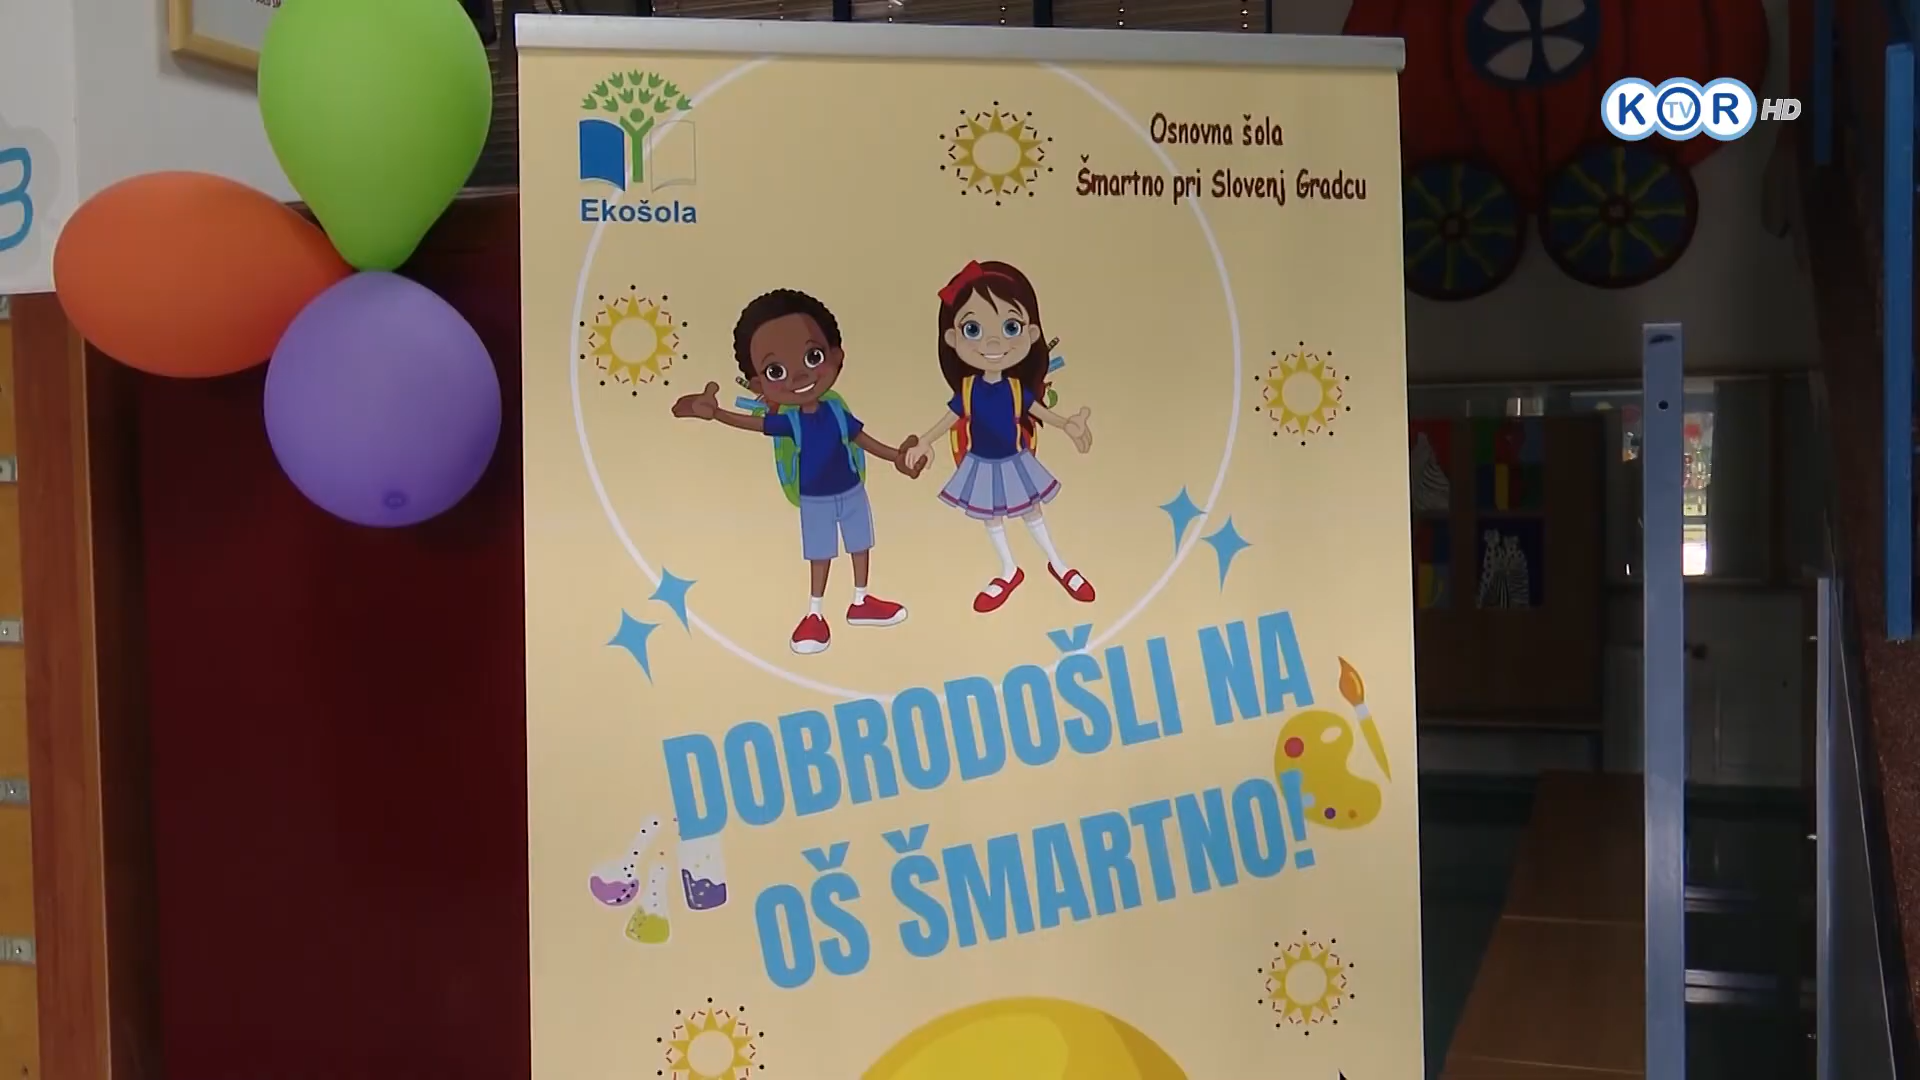 KOR TV HD
Ekošola
Osnovna šola
Šmartno pri Slovenj Gradcu
DOBRODOŠLI NA
OŠ ŠMARTNO!